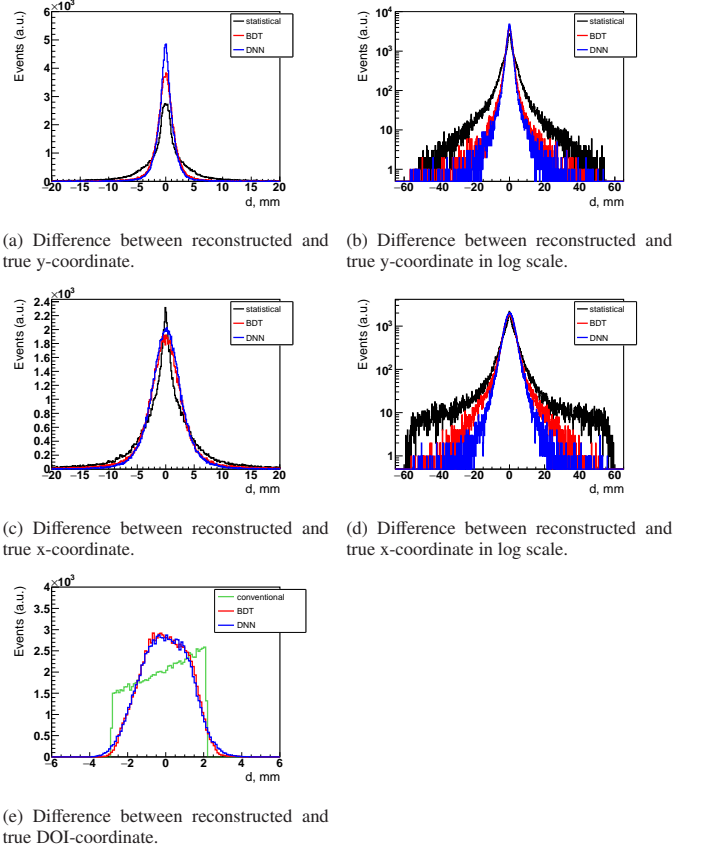 ×10³
Events (a.u.)
6
5
4
3
2
1
0
−20 −15 −10 −5 0 5 10 15 20
d, mm
statistical
BDT
DNN
Events (a.u.)
10⁴
10³
10²
10
1
−60 −40 −20 0 20 40 60
d, mm
statistical
BDT
DNN
(a) Difference between reconstructed and
true y-coordinate.
(b) Difference between reconstructed and
true y-coordinate in log scale.
×10³
Events (a.u.)
2.4
2.2
2
1.8
1.6
1.4
1.2
1
0.8
0.6
0.4
0.2
0
−20 −15 −10 −5 0 5 10 15 20
d, mm
statistical
BDT
DNN
Events (a.u.)
10³
10²
10
1
−60 −40 −20 0 20 40 60
d, mm
statistical
BDT
DNN
(c) Difference between reconstructed and
true x-coordinate.
(d) Difference between reconstructed and
true x-coordinate in log scale.
×10³
Events (a.u.)
4
3.5
3
2.5
2
1.5
1
0.5
0
−6 −4 −2 0 2 4 6
d, mm
conventional
BDT
DNN
(e) Difference between reconstructed and
true DOI-coordinate.